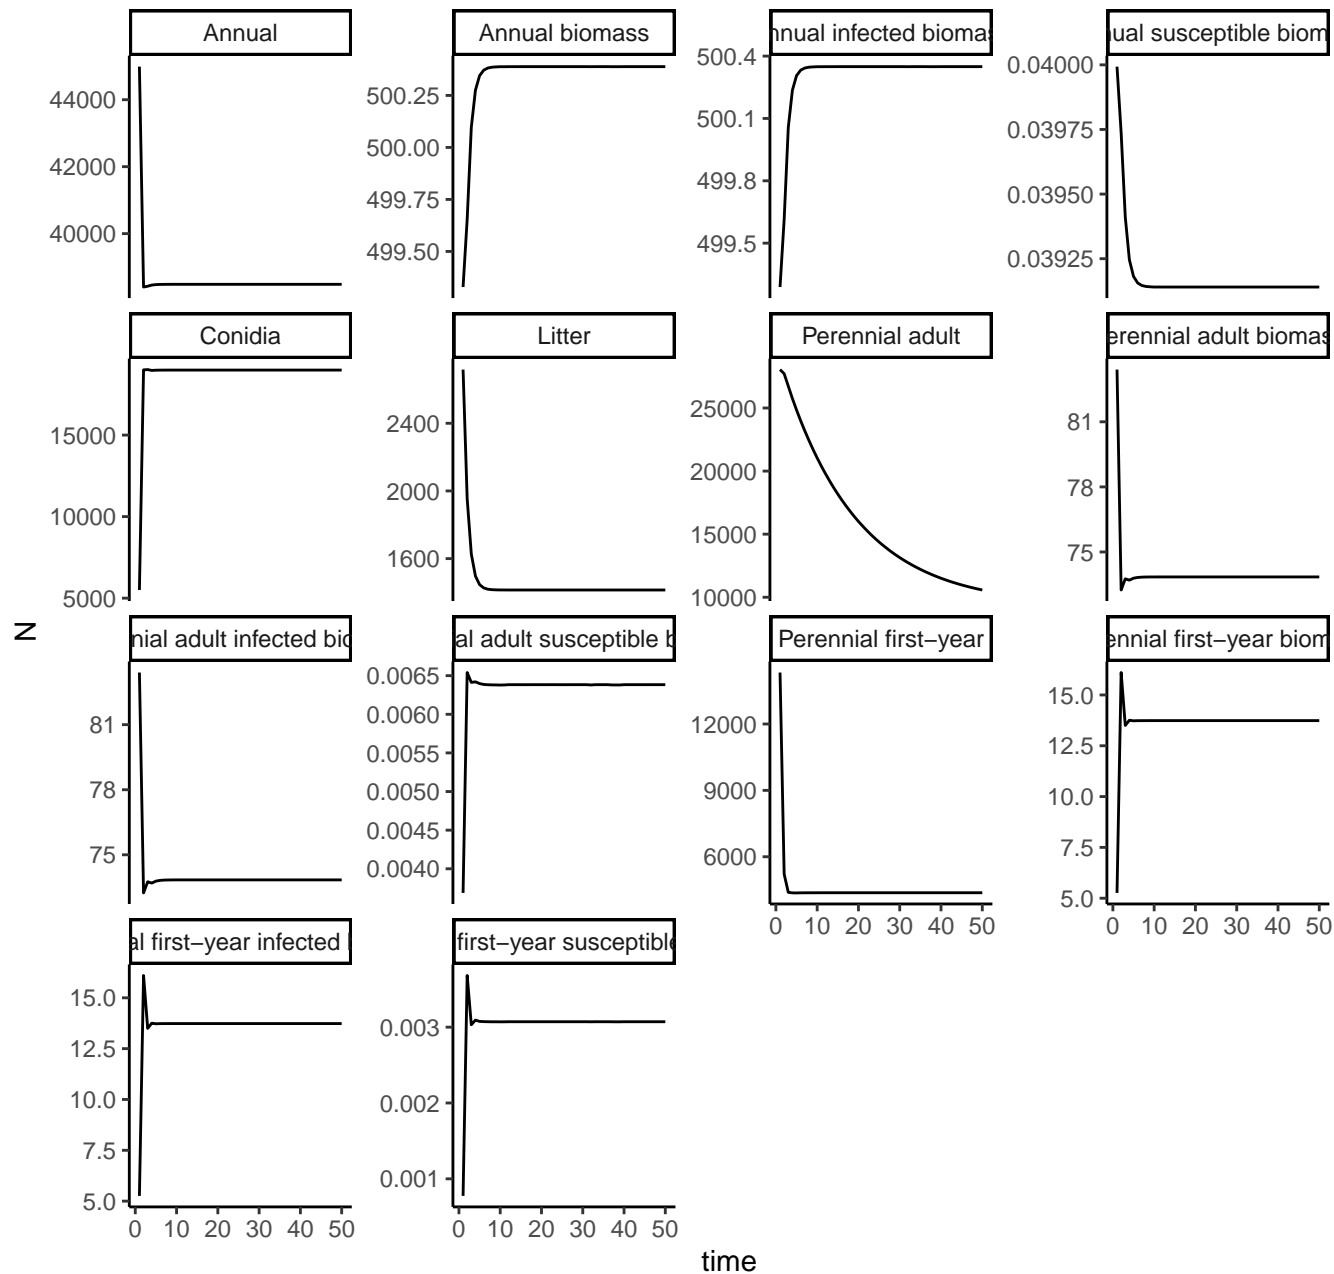 Annual
Annual biomass
nnual infected biomas
ual susceptible biom
44000
42000
40000
500.25
500.00
499.75
499.50
500.4
500.1
499.8
499.5
0.04000
0.03975
0.03950
0.03925
Conidia
Litter
Perennial adult
erennial adult biomas
15000
10000
5000
2400
2000
1600
25000
20000
15000
10000
81
78
75
N
nial adult infected bio
al adult susceptible b
Perennial first−year
ennial first−year biom
81
78
75
0.0065
0.0060
0.0055
0.0050
0.0045
0.0040
12000
9000
6000
15.0
12.5
10.0
7.5
5.0
0 10 20 30 40 50
0 10 20 30 40 50
al first−year infected
first−year susceptible
15.0
12.5
10.0
7.5
5.0
0.003
0.002
0.001
0 10 20 30 40 50
0 10 20 30 40 50
time